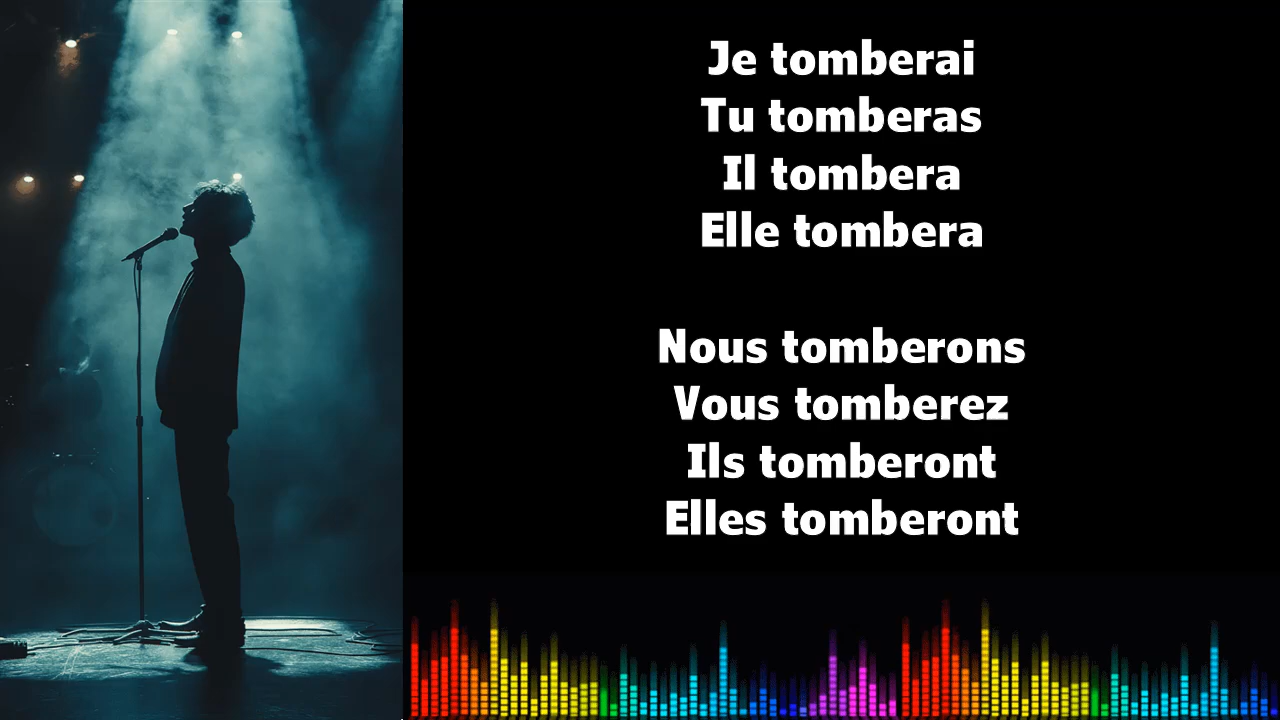 Je tomberai
Tu tomberas
Il tombera
Elle tombera
Nous tomberons
Vous tomberez
Ils tomberont
Elles tomberont